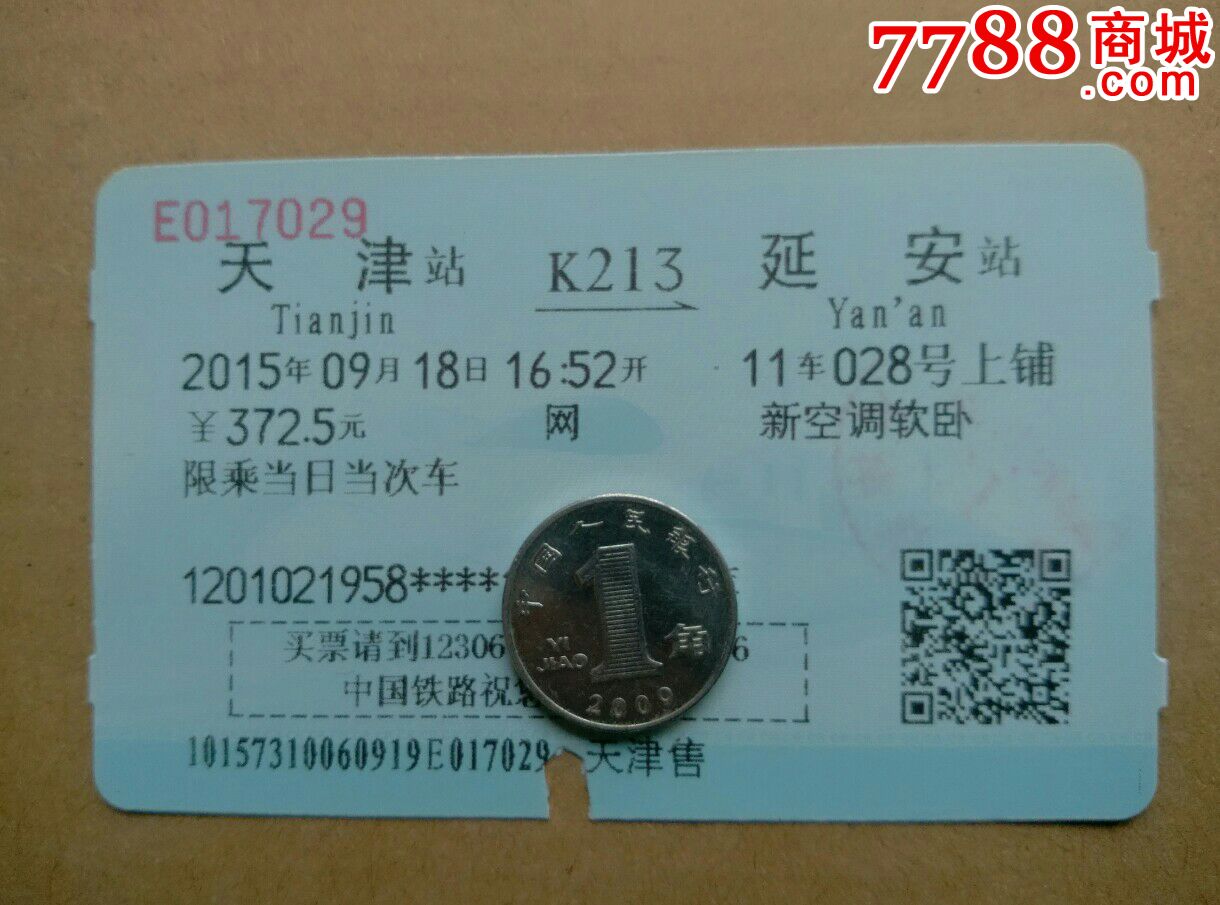 7788商城
.com
E017029
天津站 K213 延安站
Tianjin Yan'an
2015年09月18日 16:52开 11车028号上铺
￥372.5元 网 新空调软卧
限乘当日当次车
1201021958****
买票请到12306 6
中国铁路祝
中国人民银行
1角
YI
JIAO
2009
10157310060919E017029 天津售